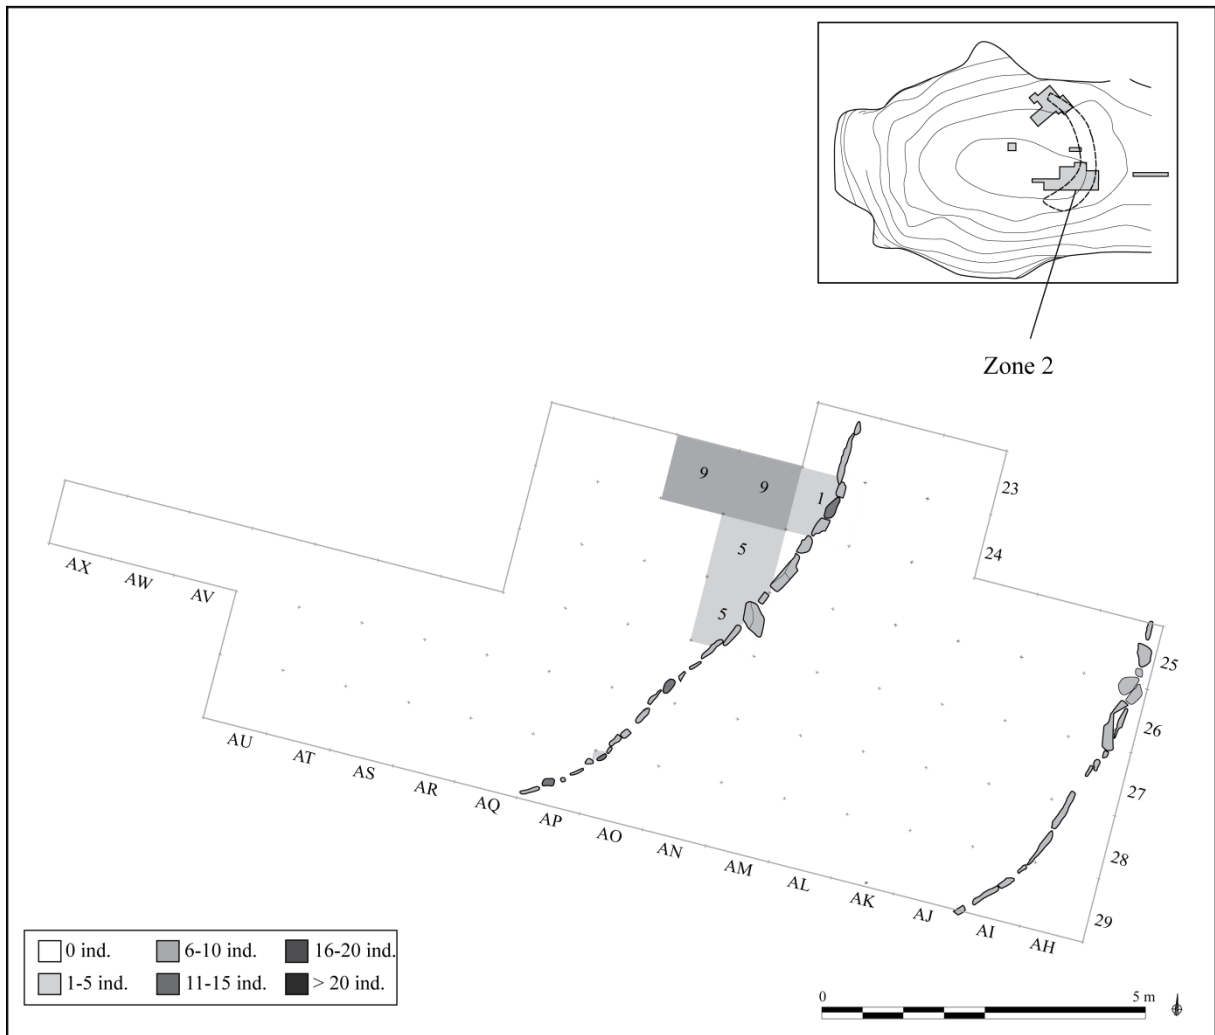 Zone 2
9
9
1
5
5
23
24
25
26
27
28
29
AX
AW
AV
AU
AT
AS
AR
AQ
AP
AO
AN
AM
AL
AK
AJ
AI
AH
0 ind.
6-10 ind.
16-20 ind.
1-5 ind.
11-15 ind.
> 20 ind.
0
5 m